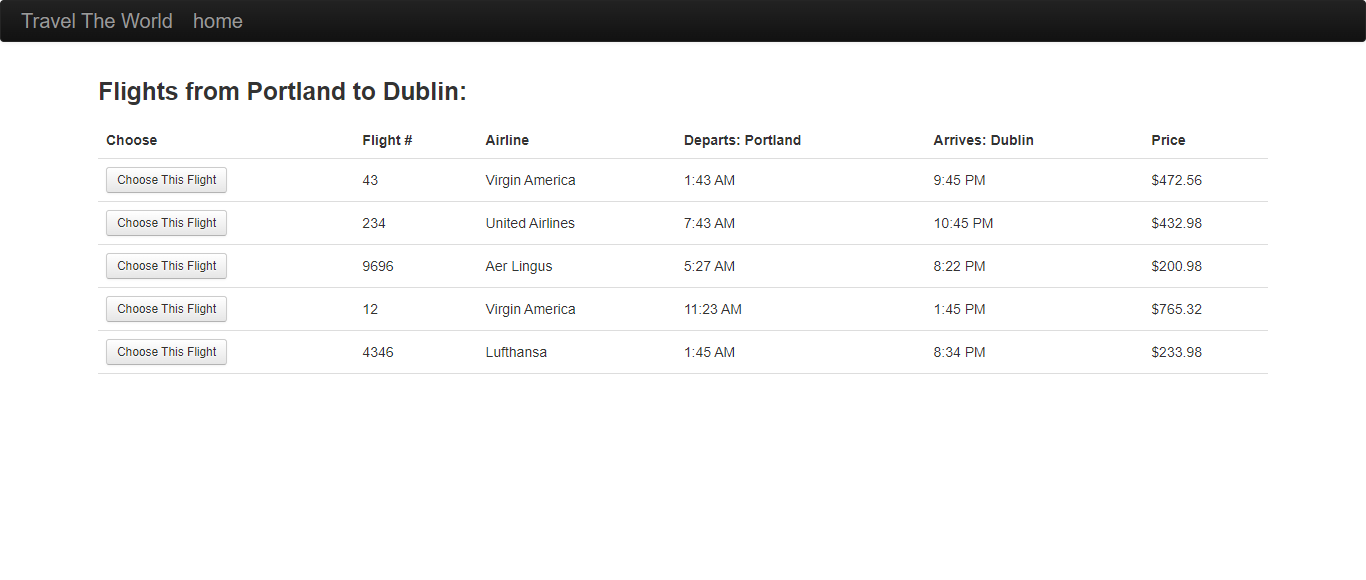 Travel The World home
Flights from Portland to Dublin:
Choose Flight # Airline Departs: Portland Arrives: Dublin Price
Choose This Flight 43 Virgin America 1:43 AM 9:45 PM $472.56
Choose This Flight 234 United Airlines 7:43 AM 10:45 PM $432.98
Choose This Flight 9696 Aer Lingus 5:27 AM 8:22 PM $200.98
Choose This Flight 12 Virgin America 11:23 AM 1:45 PM $765.32
Choose This Flight 4346 Lufthansa 1:45 AM 8:34 PM $233.98